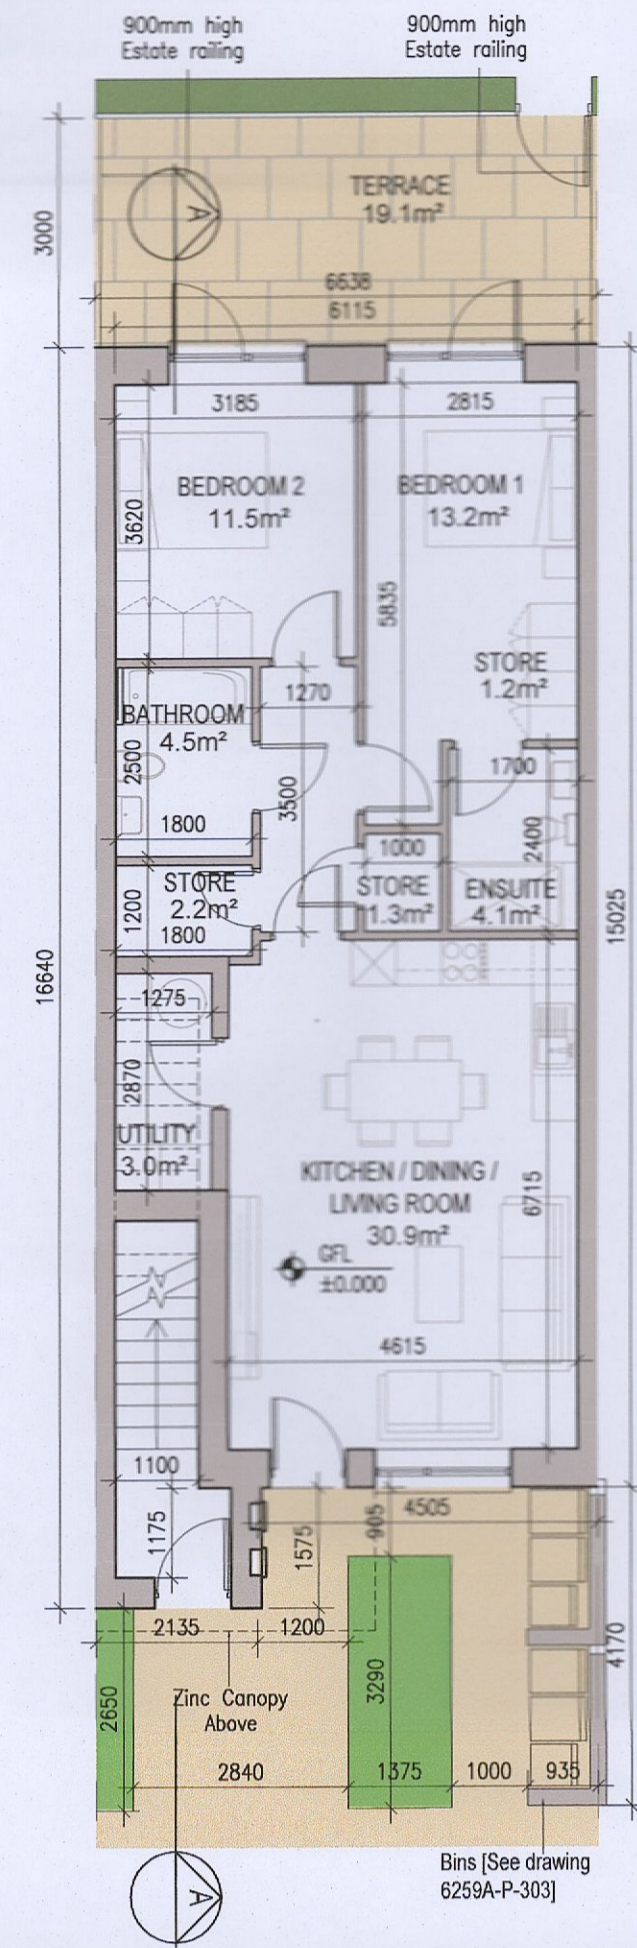 900mm high
Estate railing
900mm high
Estate railing
TERRACE
19.1m²
A
3000
6638
6115
3185
2815
BEDROOM 2
11.5m²
BEDROOM 1
13.2m²
3620
5835
STORE
1.2m²
1270
BATHROOM
4.5m²
2500
3500
1700
1800
1000
2400
STORE
2.2m²
STORE
1.3m²
ENSUITE
4.1m²
1200
1800
16640
15025
1275
2870
UTILITY
3.0m²
KITCHEN / DINING /
LIVING ROOM
30.9m²
6715
GFL
±0.000
4615
1100
1175
1575
905
4505
4170
2135
1200
2650
3290
Zinc Canopy
Above
2840
1375
1000
935
A
Bins [See drawing
6259A-P-303]